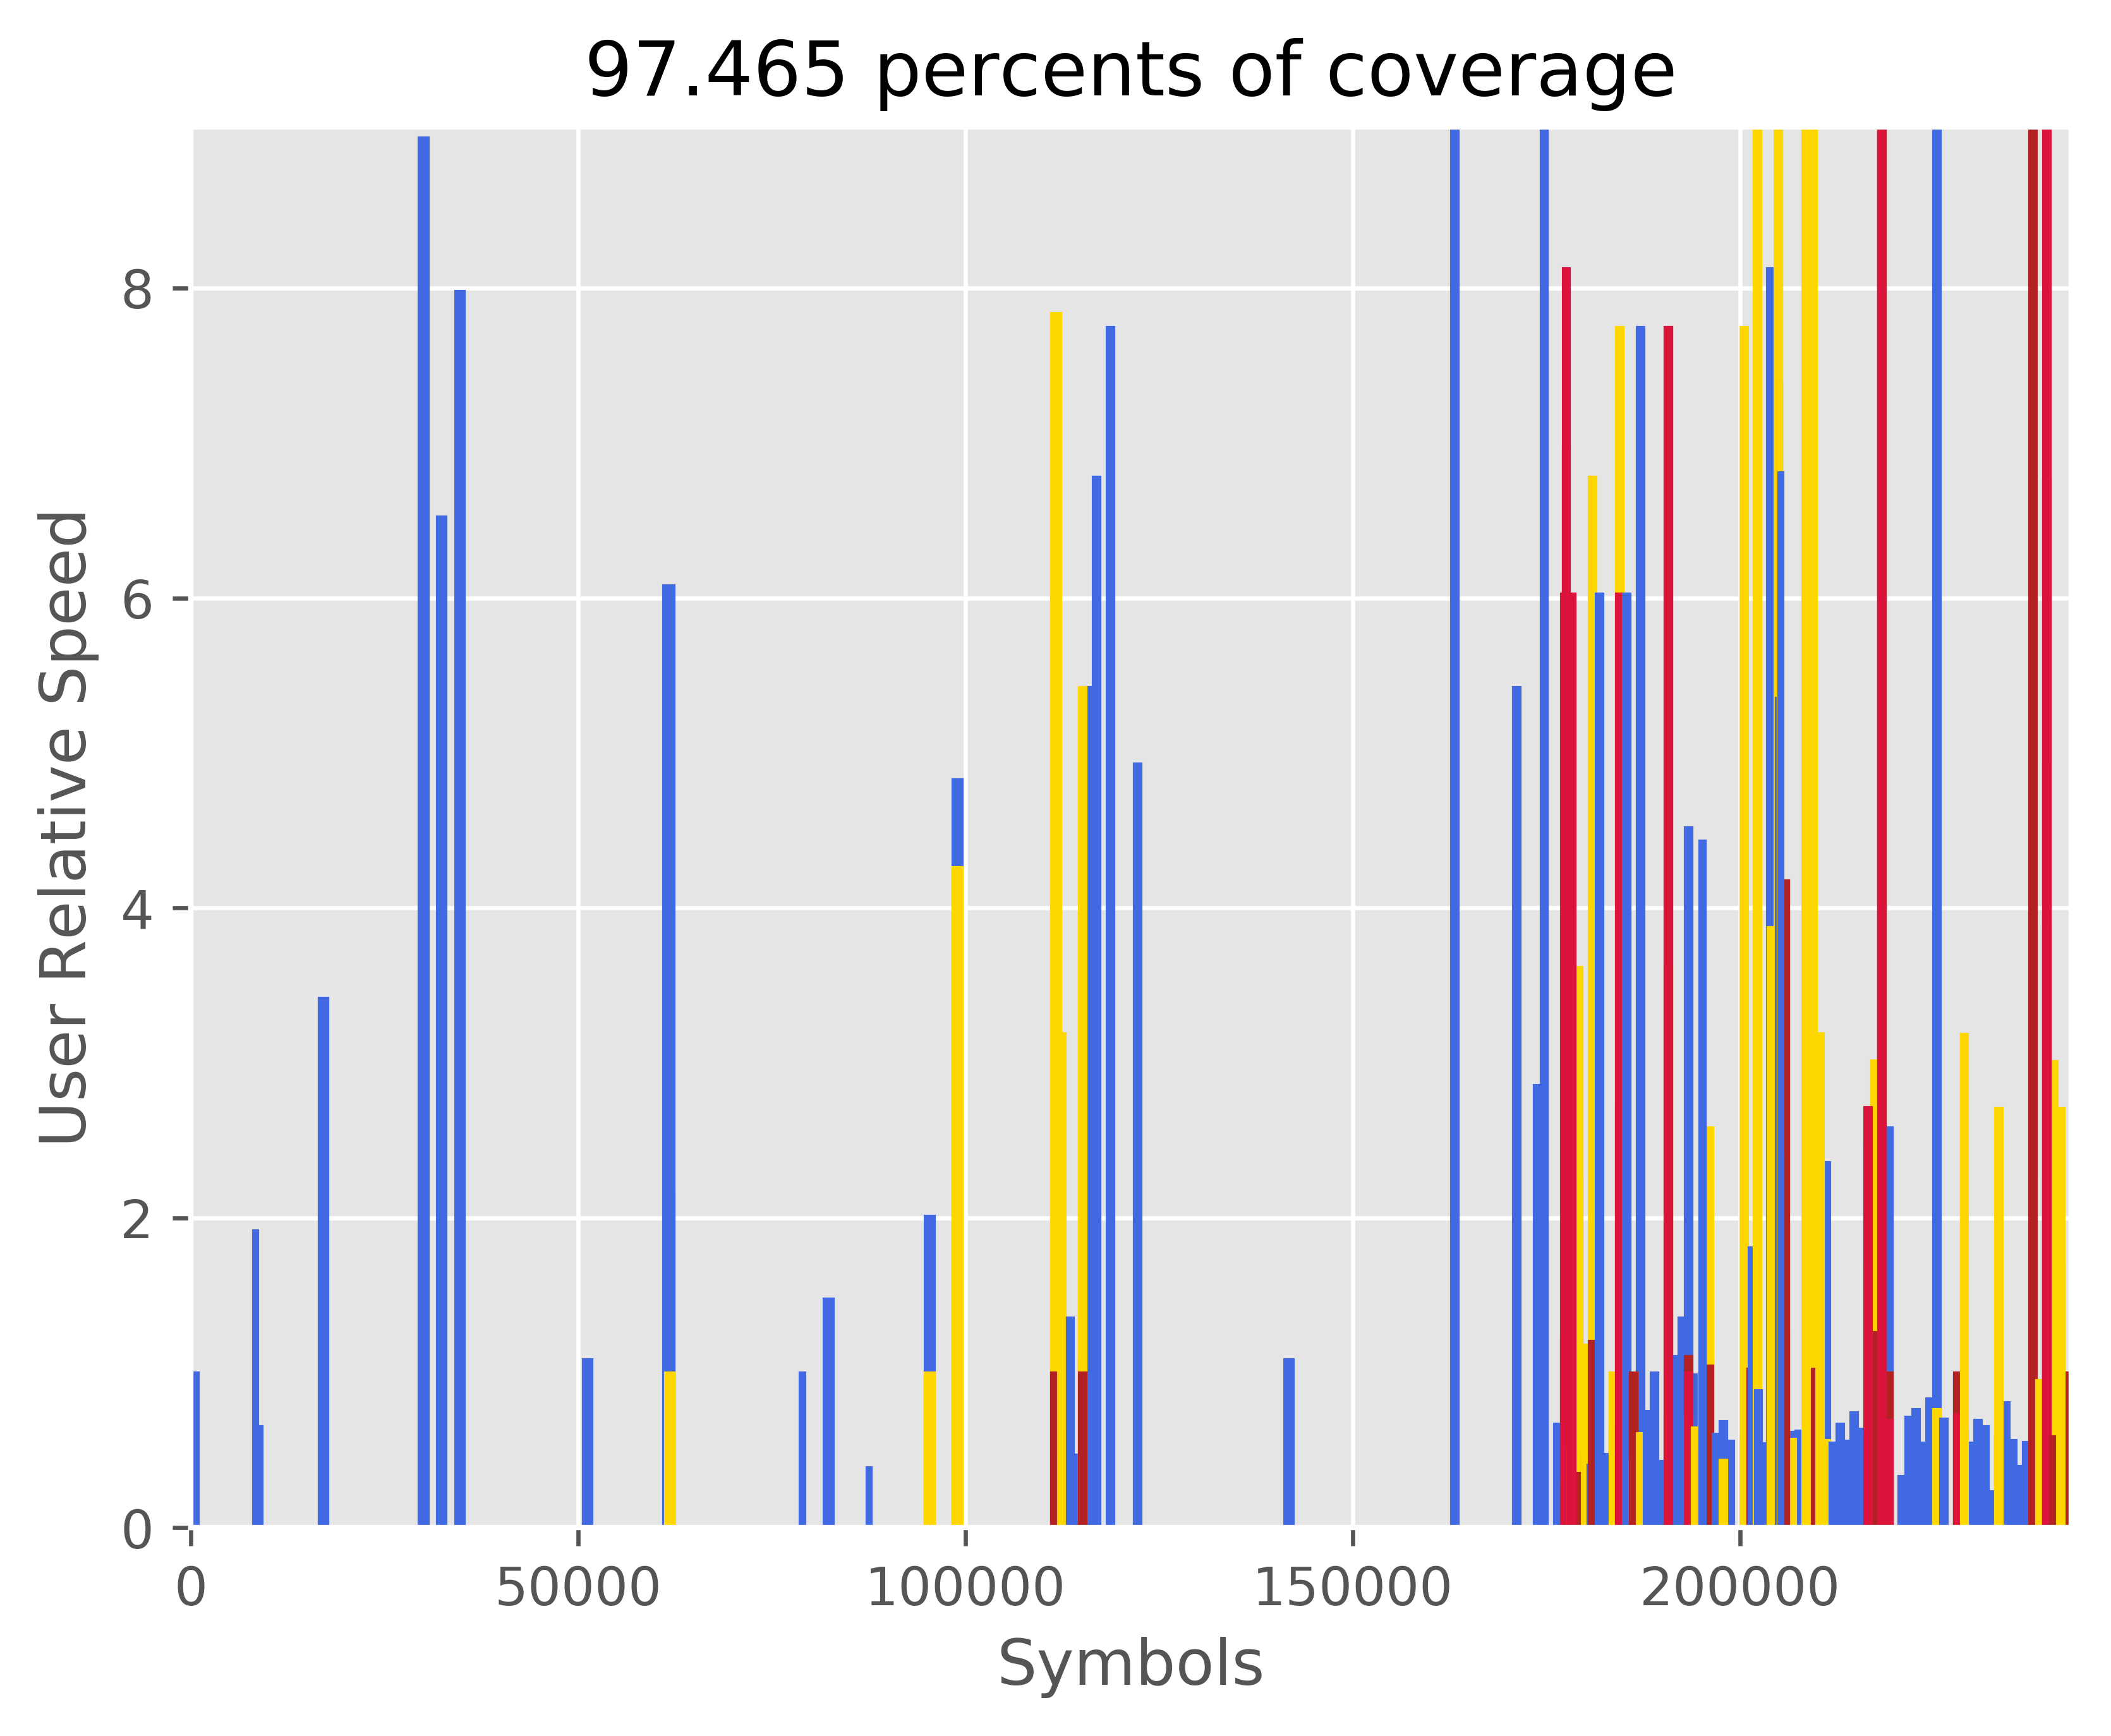 97.465 percents of coverage
User Relative Speed
8
6
4
2
0
0 50000 100000 150000 200000
Symbols